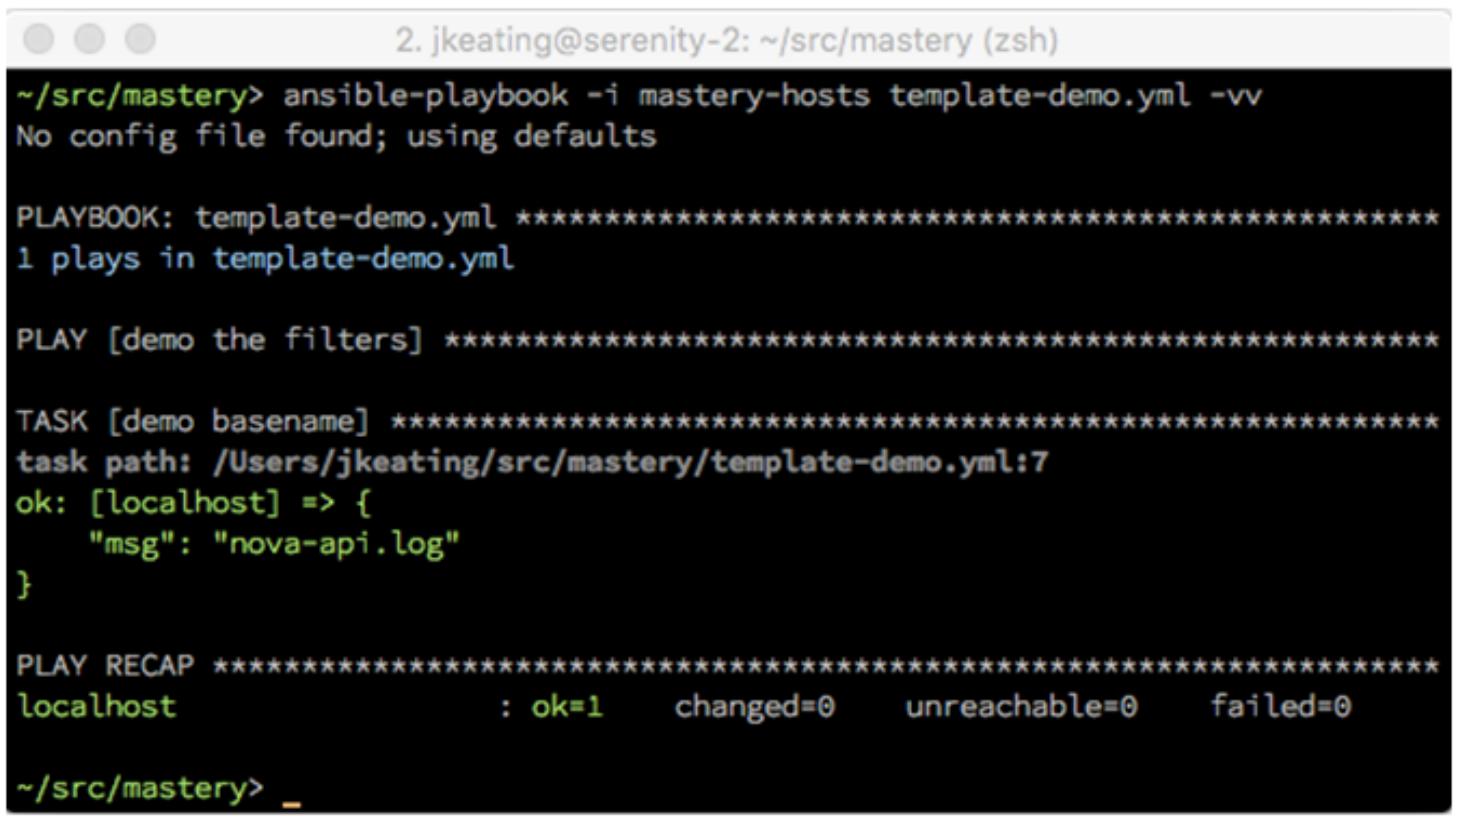 2. jkeating@serenity-2: ~/src/mastery (zsh)
~/src/mastery> ansible-playbook -i mastery-hosts template-demo.yml -vv
No config file found; using defaults
PLAYBOOK: template-demo.yml ****************************************************
1 plays in template-demo.yml
PLAY [demo the filters] ********************************************************
TASK [demo basename] ***********************************************************
task path: /Users/jkeating/src/mastery/template-demo.yml:7
ok: [localhost] => {
    "msg": "nova-api.log"
}
PLAY RECAP *********************************************************************
localhost                  : ok=1    changed=0    unreachable=0    failed=0
~/src/mastery> _